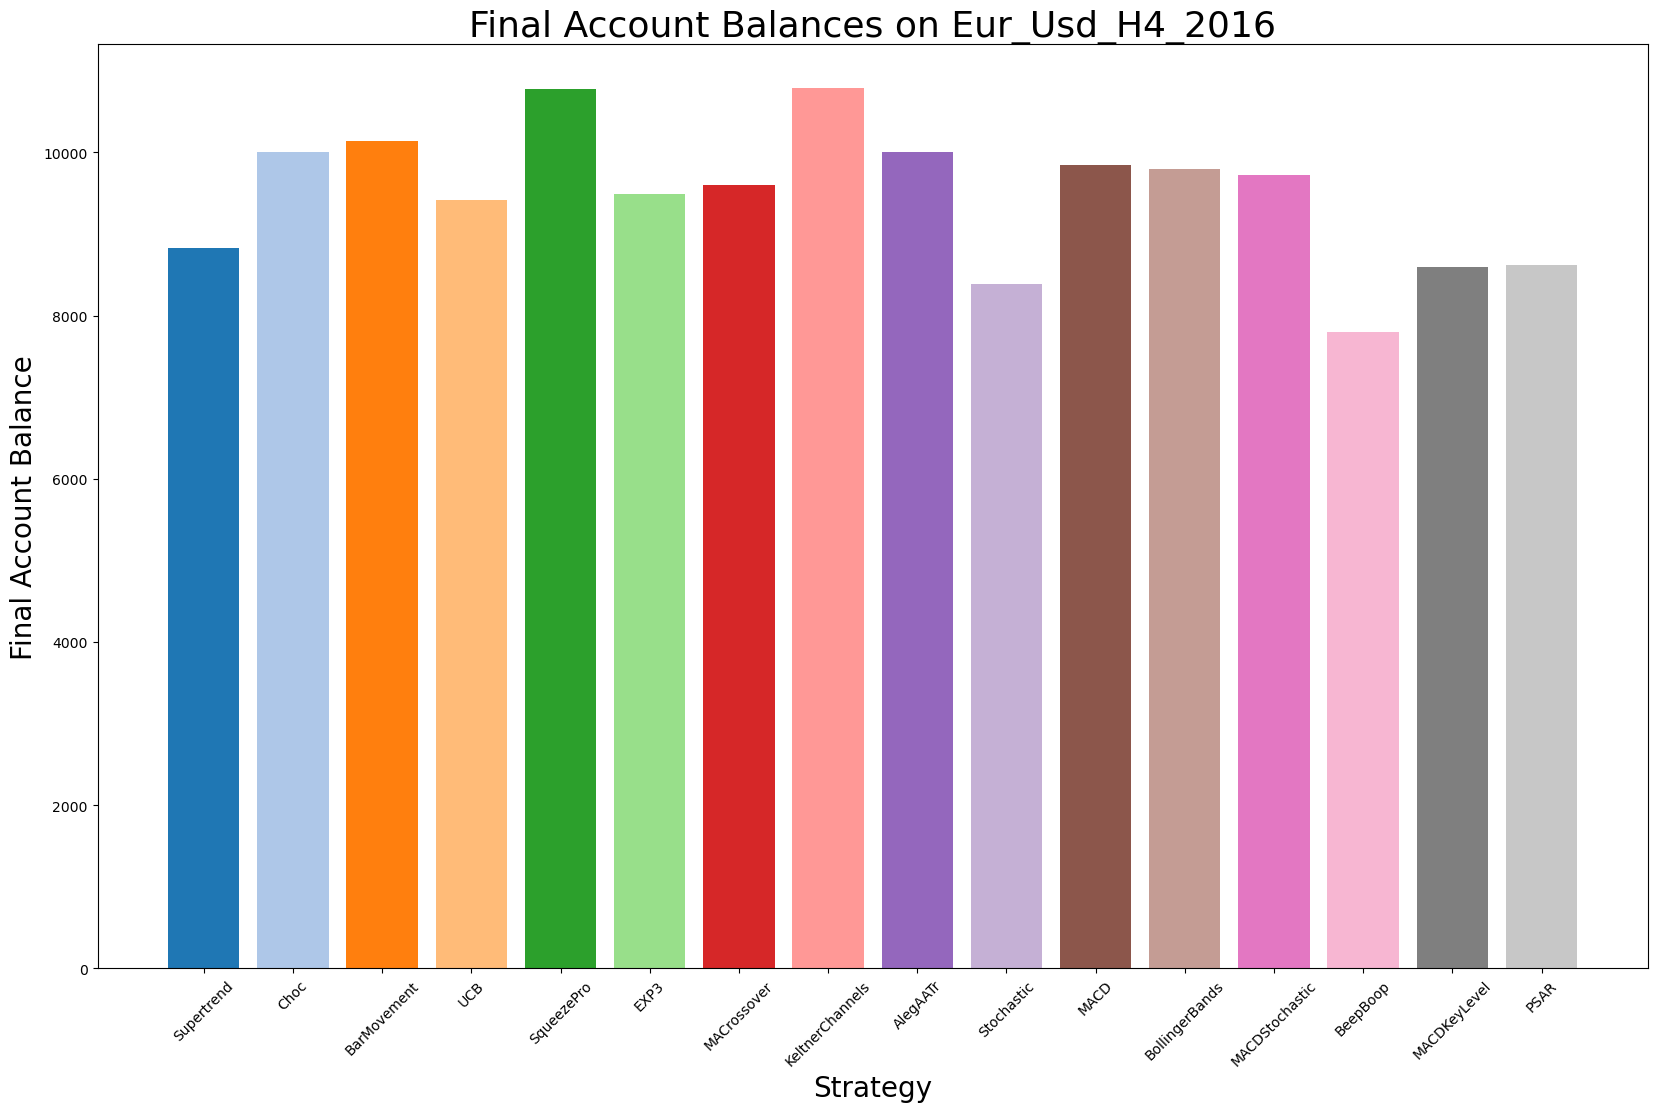 Final Account Balances on Eur_Usd_H4_2016
Final Account Balance
10000
8000
6000
4000
2000
0
Supertrend
Choc
BarMovement
UCB
SqueezePro
EXP3
MACrossover
KeltnerChannels
AlegAATr
Stochastic
MACD
BollingerBands
MACDStochastic
BeepBoop
MACDKeyLevel
PSAR
Strategy